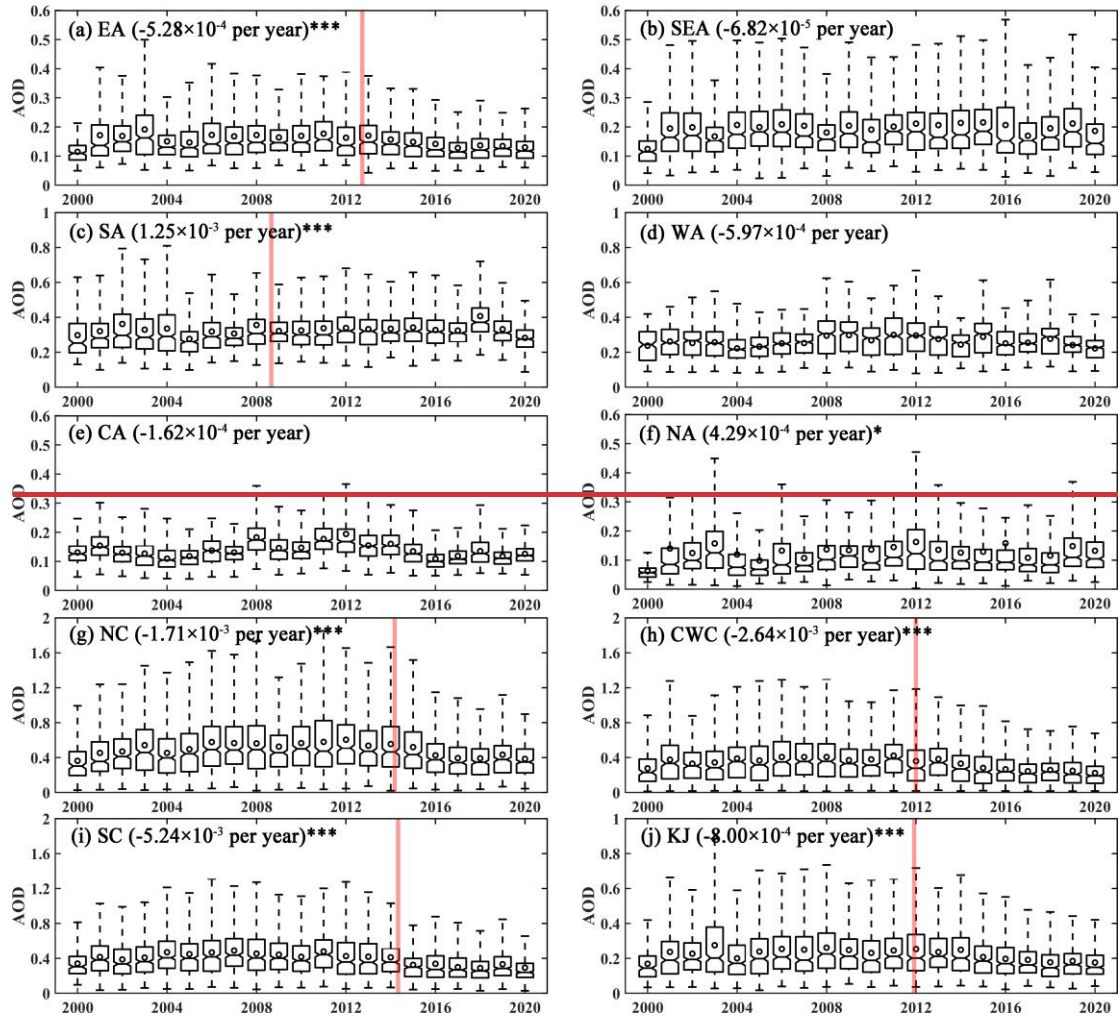 (a) EA (-5.28×10⁻⁴ per year)***
(b) SEA (-6.82×10⁻⁵ per year)
AOD
0.6
0.5
0.4
0.3
0.2
0.1
0
2000 2004 2008 2012 2016 2020
AOD
0.6
0.5
0.4
0.3
0.2
0.1
0
2000 2004 2008 2012 2016 2020
(c) SA (1.25×10⁻³ per year)***
(d) WA (-5.97×10⁻⁴ per year)
AOD
1
0.8
0.6
0.4
0.2
0
2000 2004 2008 2012 2016 2020
AOD
1
0.8
0.6
0.4
0.2
0
2000 2004 2008 2012 2016 2020
(e) CA (-1.62×10⁻⁴ per year)
(f) NA (4.29×10⁻⁴ per year)*
AOD
0.6
0.5
0.4
0.3
0.2
0.1
0
2000 2004 2008 2012 2016 2020
AOD
0.6
0.5
0.4
0.3
0.2
0.1
0
2000 2004 2008 2012 2016 2020
(g) NC (-1.71×10⁻³ per year)***
(h) CWC (-2.64×10⁻³ per year)***
AOD
2
1.6
1.2
0.8
0.4
0
2000 2004 2008 2012 2016 2020
AOD
2
1.6
1.2
0.8
0.4
0
2000 2004 2008 2012 2016 2020
(i) SC (-5.24×10⁻³ per year)***
(j) KJ (-8.00×10⁻⁴ per year)***
AOD
2
1.6
1.2
0.8
0.4
0
2000 2004 2008 2012 2016 2020
AOD
1
0.8
0.6
0.4
0.2
0
2000 2004 2008 2012 2016 2020